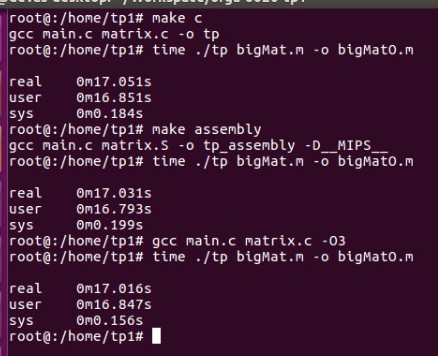 root@:/home/tp1# make c
gcc main.c matrix.c -o tp
root@:/home/tp1# time ./tp bigMat.m -o bigMatO.m
real 0m17.051s
user 0m16.851s
sys 0m0.184s
root@:/home/tp1# make assembly
gcc main.c matrix.S -o tp_assembly -D__MIPS__
root@:/home/tp1# time ./tp bigMat.m -o bigMatO.m
real 0m17.031s
user 0m16.793s
sys 0m0.199s
root@:/home/tp1# gcc main.c matrix.c -O3
root@:/home/tp1# time ./tp bigMat.m -o bigMatO.m
real 0m17.016s
user 0m16.847s
sys 0m0.156s
root@:/home/tp1#